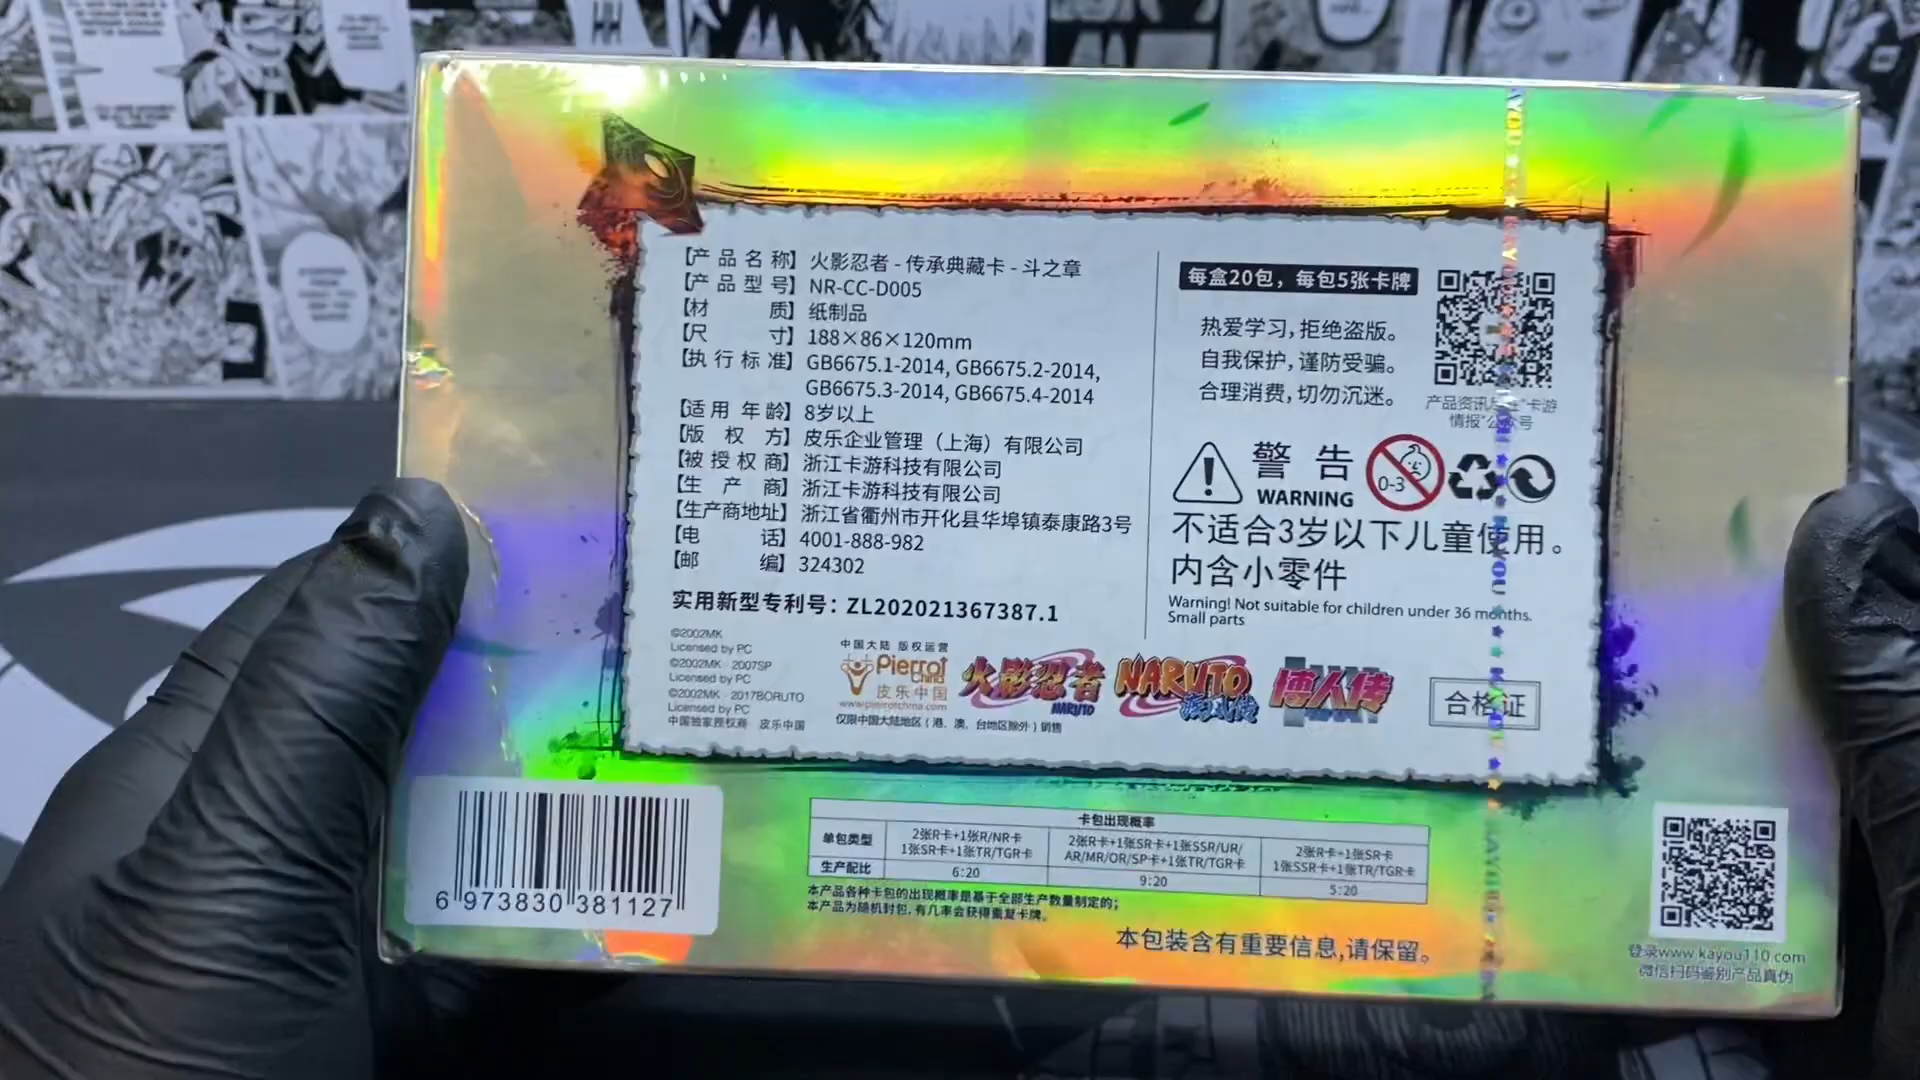 【产品名称】火影忍者 - 传承典藏卡 - 斗之章
【产品型号】NR-CC-D005
【材质】纸制品
【尺寸】188×86×120mm
【执行标准】GB6675.1-2014, GB6675.2-2014,
GB6675.3-2014, GB6675.4-2014
【适用年龄】8岁以上
【版权方】皮乐企业管理（上海）有限公司
【被授权商】浙江卡游科技有限公司
【生产商】浙江卡游科技有限公司
【生产商地址】浙江省衢州市开化县华埠镇泰康路3号
【电话】4001-888-982
【邮编】324302
实用新型专利号：ZL202021367387.1
©2002MK
Licensed by PC
©2002MK · 2007SP
Licensed by PC
©2002MK · 2017BORUTO
Licensed by PC
中国独家授权商 皮乐中国
中国大陆 版权运营
Pierrot
China
皮乐中国
www.pierrotchina.com
仅限中国大陆地区（港、澳、台地区除外）销售
火影忍者
NARUTO
NARUTO
疾风传
博人传
每盒20包，每包5张卡牌
热爱学习,拒绝盗版。
自我保护,谨防受骗。
合理消费,切勿沉迷。
产品资讯尽在“卡游
情报”公众号
警告
WARNING
0-3
不适合3岁以下儿童使用。
内含小零件
Warning! Not suitable for children under 36 months.
Small parts
合格证
6 973830 381127
卡包出现概率
单包类型
2张R卡+1张R/NR卡
1张SR卡+1张TR/TGR卡
2张R卡+1张SR卡+1张SSR/UR/
AR/MR/OR/SP卡+1张TR/TGR卡
2张R卡+1张SR卡
1张SSR卡+1张TR/TGR卡
生产配比 6:20 9:20 5:20
本产品各种卡包的出现概率是基于全部生产数量制定的；
本产品为随机封包，有几率会获得重复卡牌。
本包装含有重要信息,请保留。
登录www.kayou110.com
微信扫码鉴别产品真伪